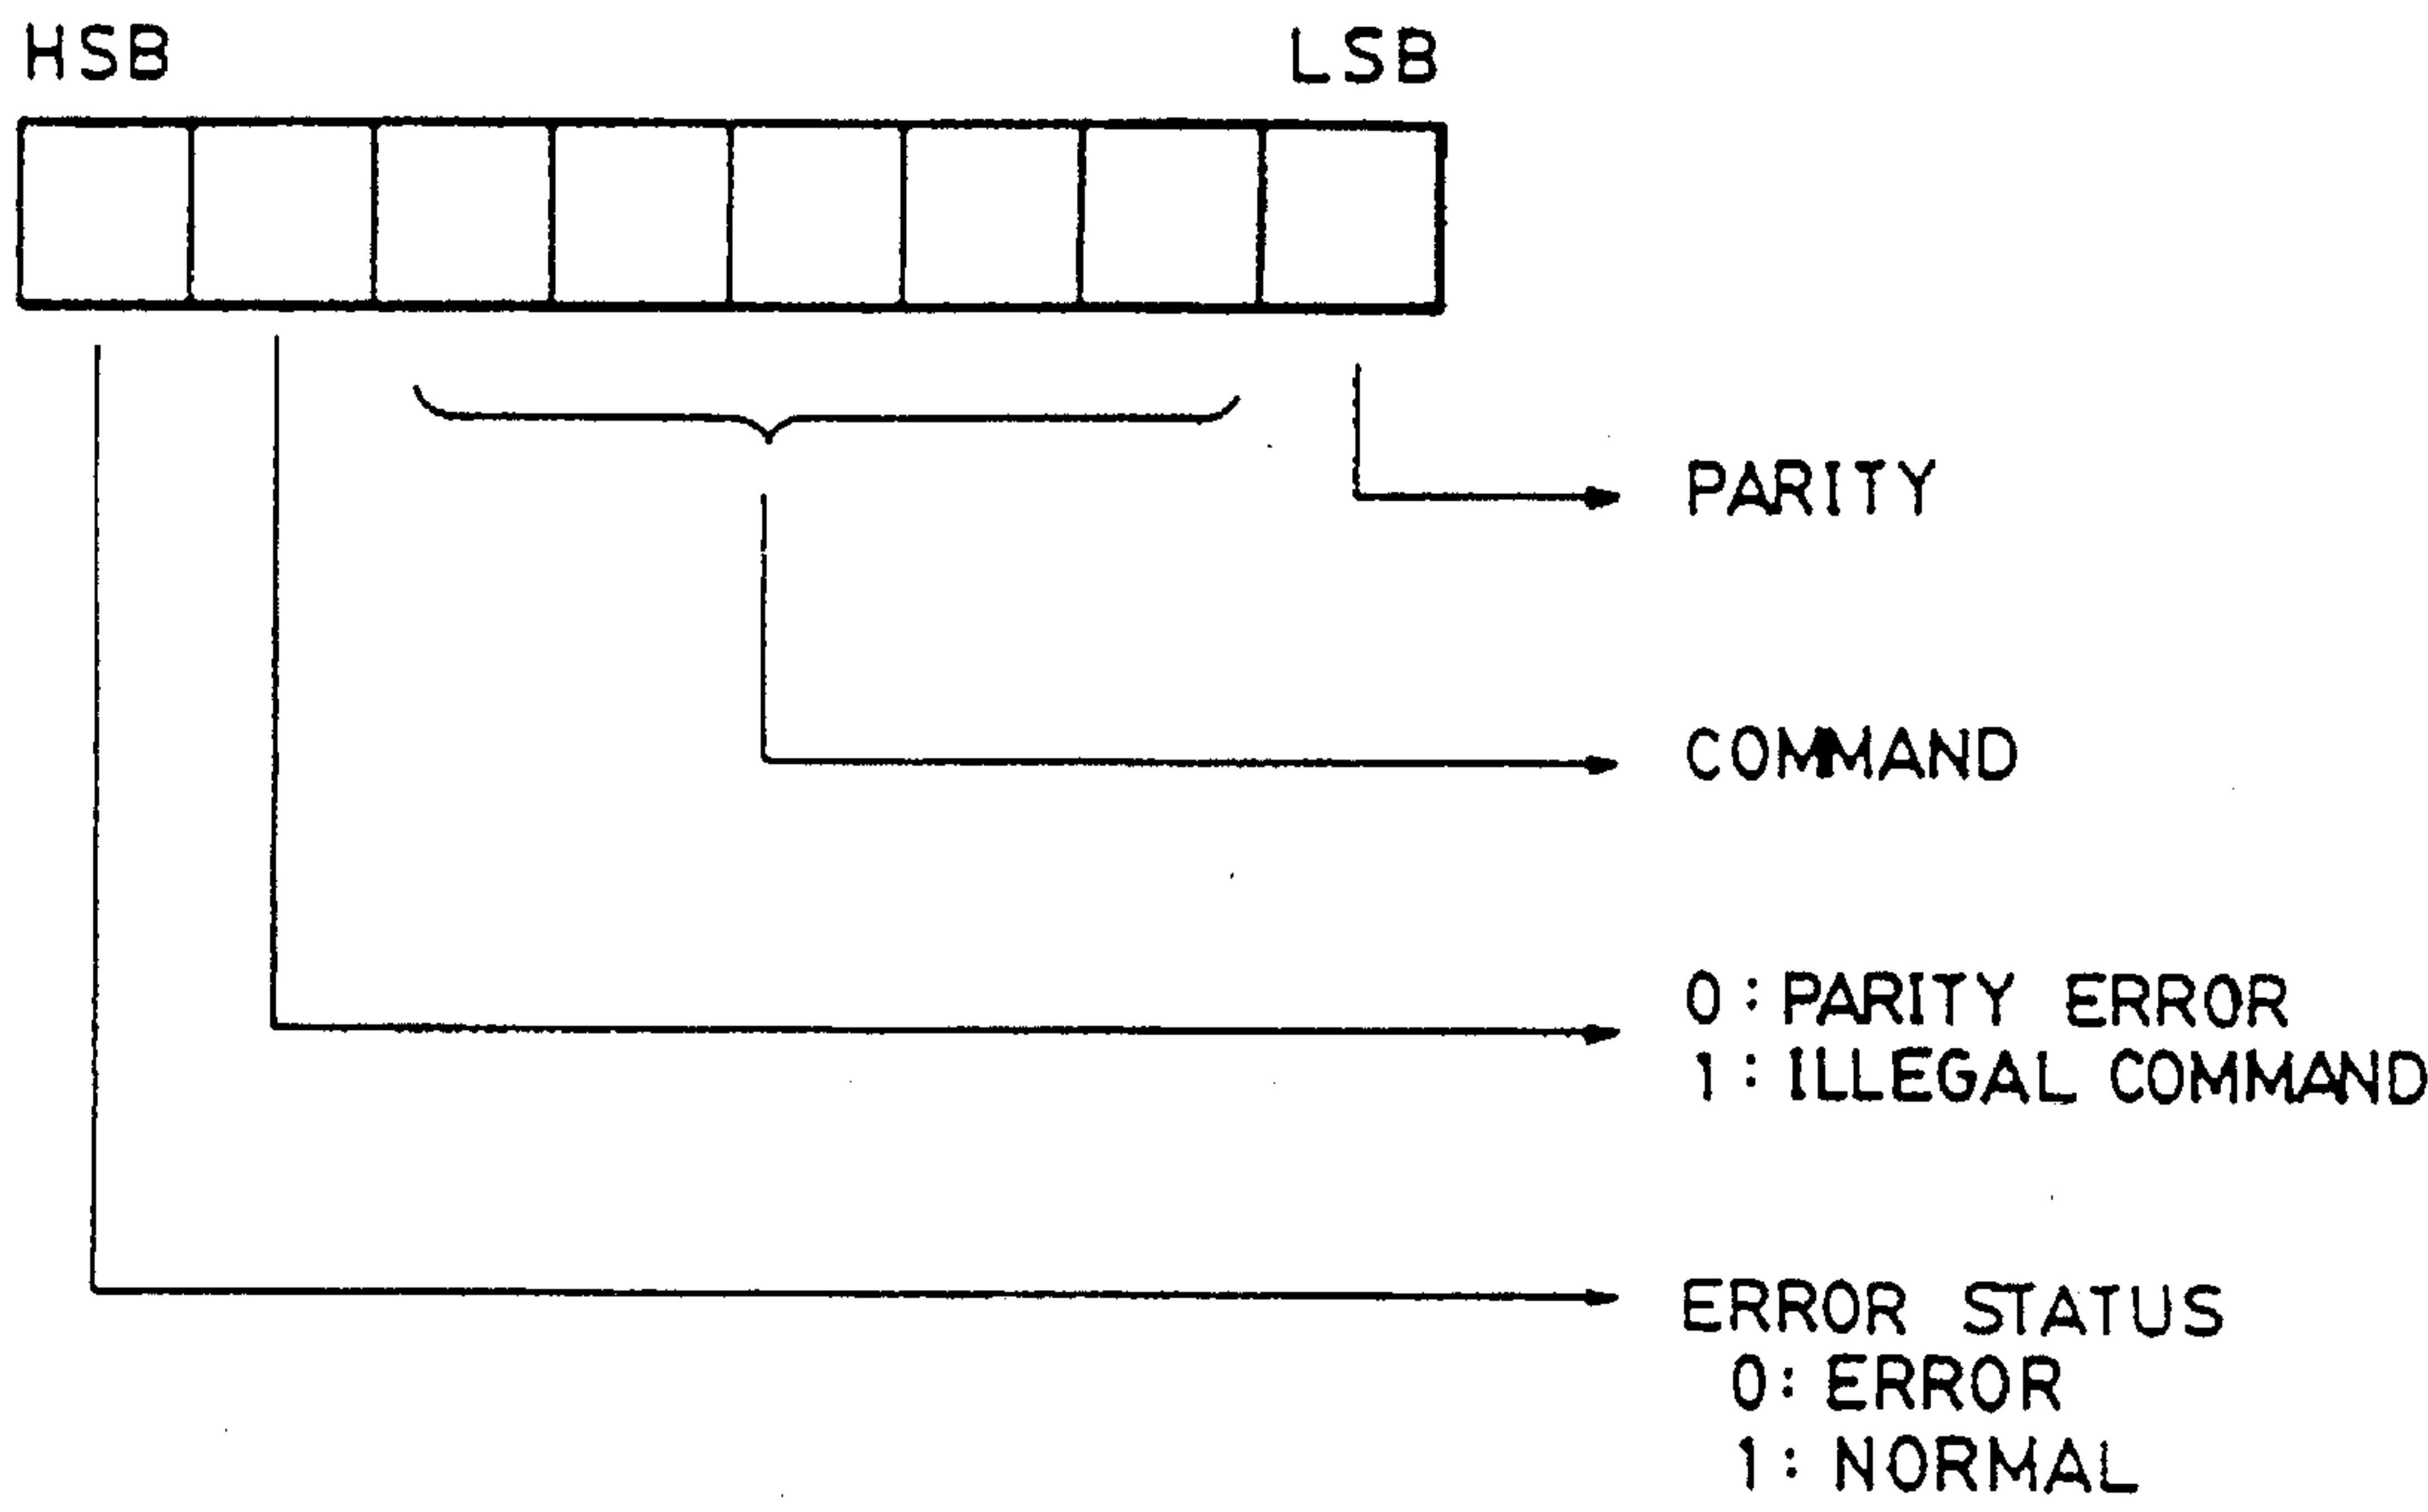 HSB LSB
PARITY
COMMAND
0: PARITY ERROR
1: ILLEGAL COMMAND
ERROR STATUS
0: ERROR
1: NORMAL